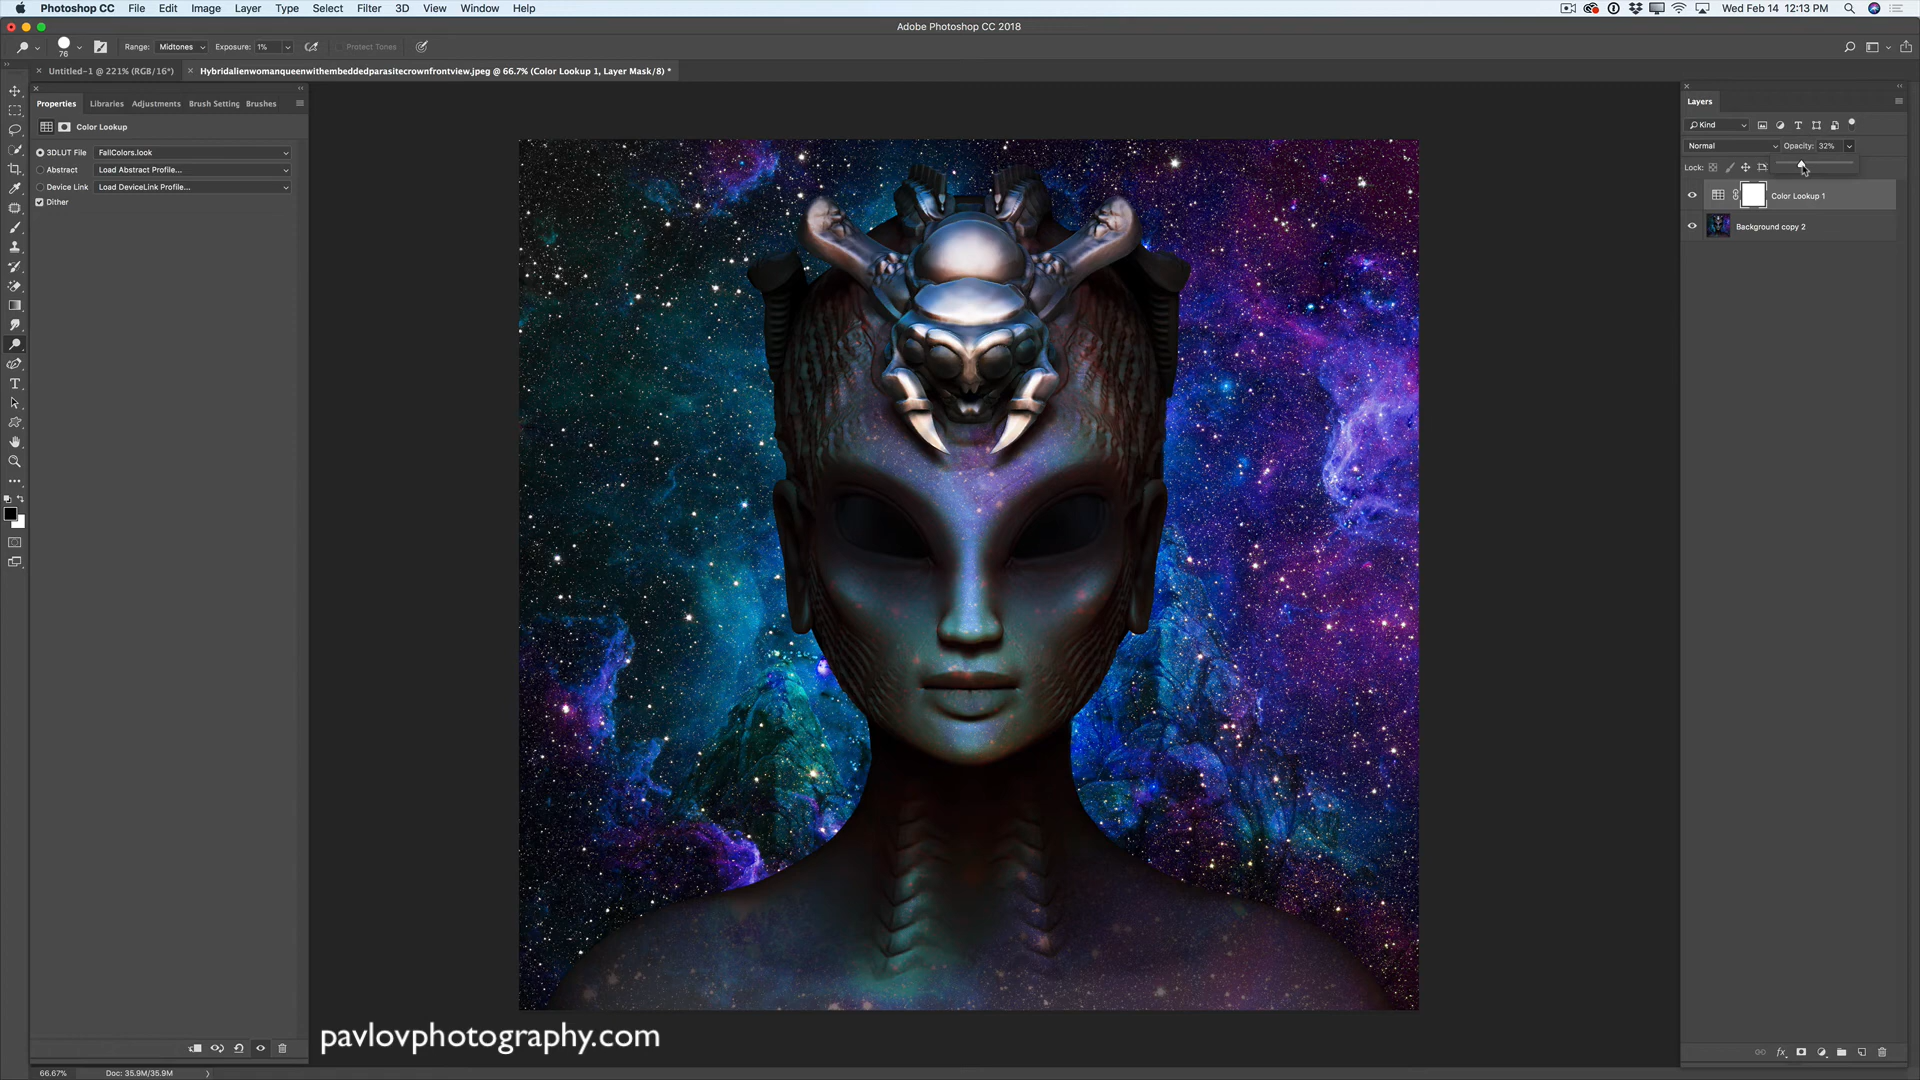 Photoshop CC File Edit Image Layer Type Select Filter 3D View Window Help Wed Feb 14 12:13 PM
Adobe Photoshop CC 2018
76 Range: Midtones Exposure: 1% Protect Tones
Untitled-1 @ 221% (RGB/16*) Hybridalienwomanqueenwithembeddedparasitecrownfrontview.jpeg @ 66.7% (Color Lookup 1, Layer Mask/8) *
Properties Libraries Adjustments Brush Setting Brushes
Layers
Color Lookup
Kind
3DLUT File FallColors.look
Normal Opacity: 32%
Abstract Load Abstract Profile...
Lock:
Device Link Load DeviceLink Profile...
Dither
Color Lookup 1
Background copy 2
pavlovphotography.com
66.67% Doc: 35.9M/35.9M